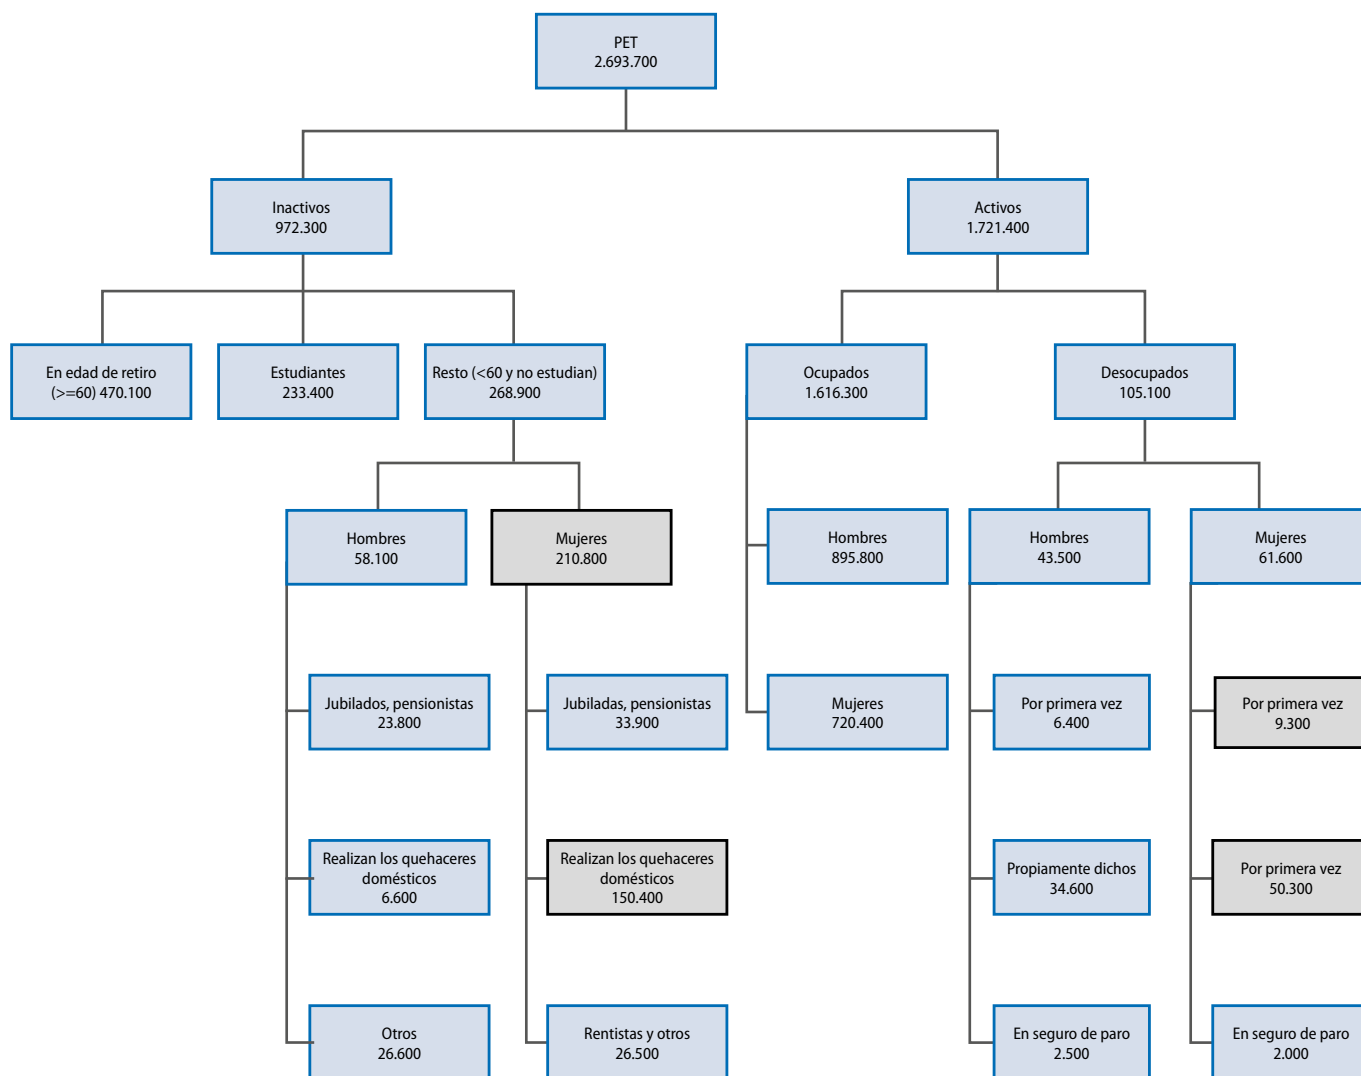 PET
2.693.700
Inactivos
972.300
Activos
1.721.400
En edad de retiro
(>=60) 470.100
Estudiantes
233.400
Resto (<60 y no estudian)
268.900
Ocupados
1.616.300
Desocupados
105.100
Hombres
58.100
Mujeres
210.800
Hombres
895.800
Hombres
43.500
Mujeres
61.600
Jubilados, pensionistas
23.800
Jubiladas, pensionistas
33.900
Mujeres
720.400
Por primera vez
6.400
Por primera vez
9.300
Realizan los quehaceres
domésticos
6.600
Realizan los quehaceres
domésticos
150.400
Propiamente dichos
34.600
Por primera vez
50.300
Otros
26.600
Rentistas y otros
26.500
En seguro de paro
2.500
En seguro de paro
2.000